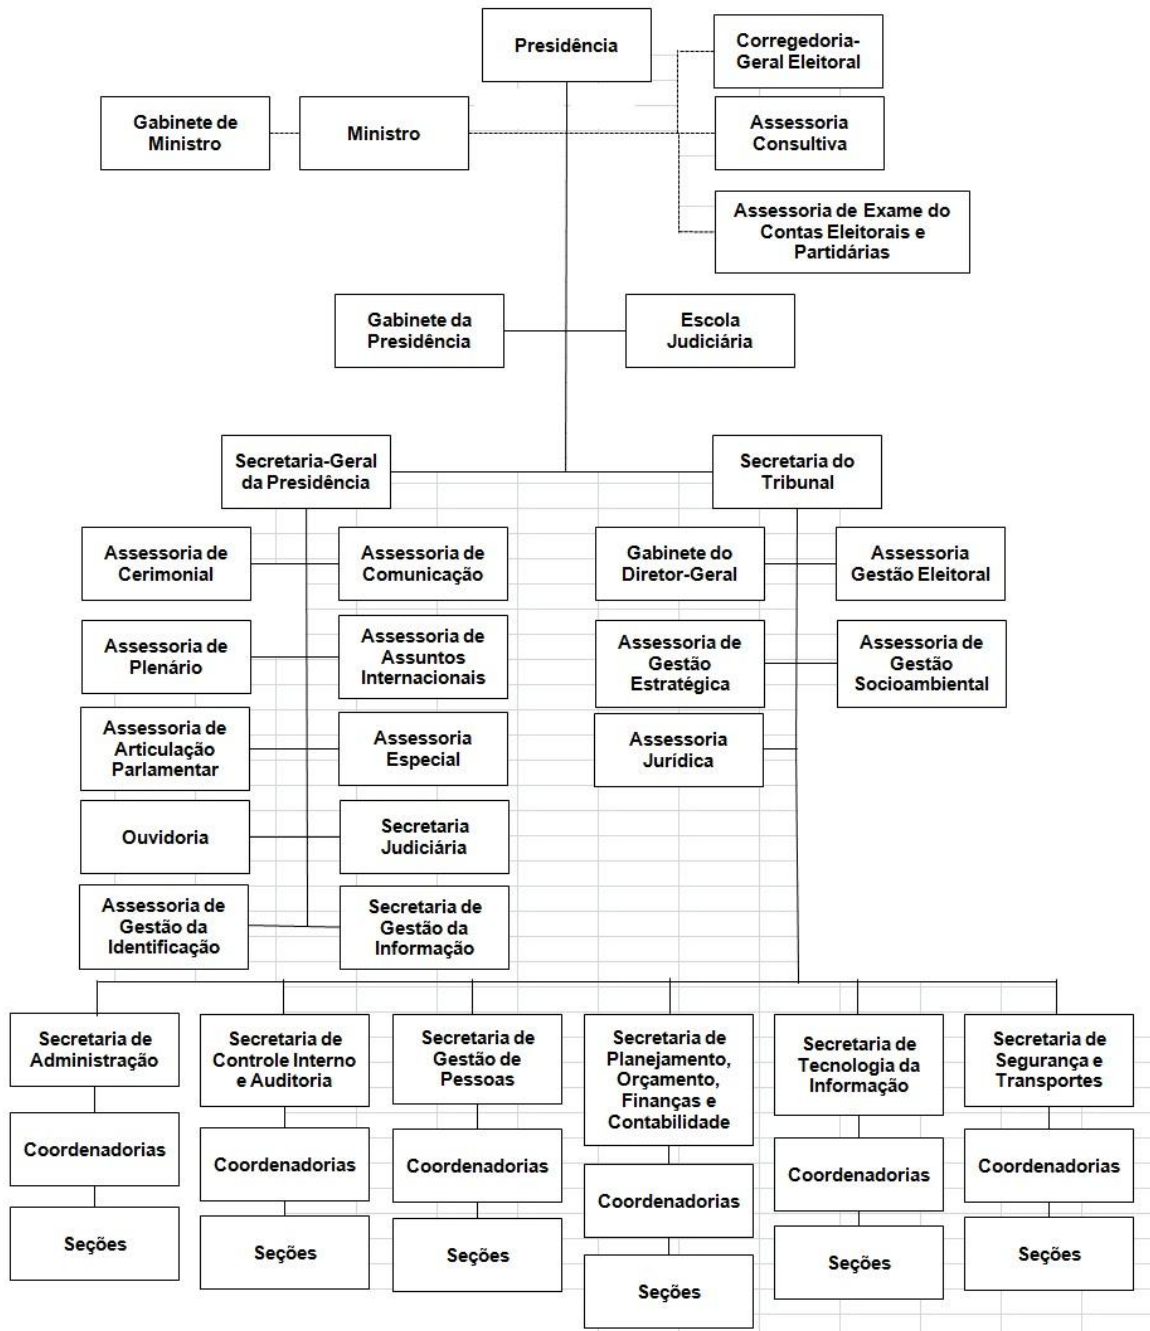 Presidência
Corregedoria-
Geral Eleitoral
Gabinete de
Ministro
Ministro
Assessoria
Consultiva
Assessoria de Exame do
Contas Eleitorais e
Partidárias
Gabinete da
Presidência
Escola
Judiciária
Secretaria-Geral
da Presidência
Secretaria do
Tribunal
Assessoria de
Cerimonial
Assessoria de
Comunicação
Gabinete do
Diretor-Geral
Assessoria
Gestão Eleitoral
Assessoria de
Plenário
Assessoria de
Assuntos
Internacionais
Assessoria de
Gestão
Estratégica
Assessoria de
Gestão
Socioambiental
Assessoria de
Articulação
Parlamentar
Assessoria
Especial
Assessoria
Jurídica
Ouvidoria
Secretaria
Judiciária
Assessoria de
Gestão da
Identificação
Secretaria de
Gestão da
Informação
Secretaria de
Administração
Secretaria de
Controle Interno
e Auditoria
Secretaria de
Gestão de
Pessoas
Secretaria de
Planejamento,
Orçamento,
Finanças e
Contabilidade
Secretaria de
Tecnologia da
Informação
Secretaria de
Segurança e
Transportes
Coordenadorias
Coordenadorias
Coordenadorias
Coordenadorias
Coordenadorias
Coordenadorias
Seções
Seções
Seções
Seções
Seções
Seções